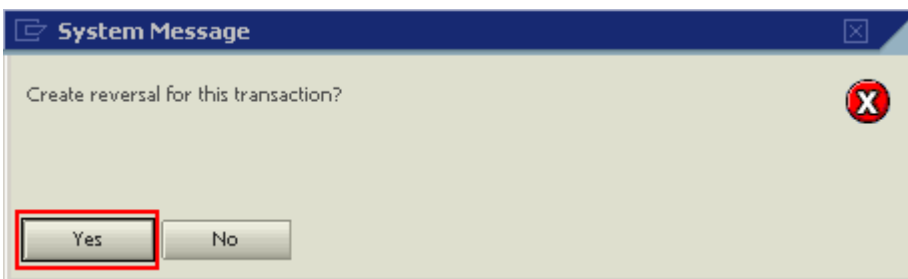 System Message
Create reversal for this transaction?
Yes No